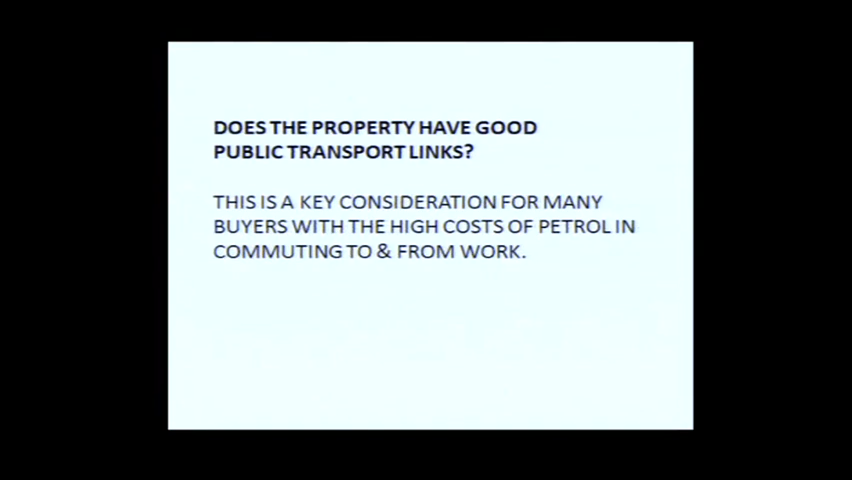 DOES THE PROPERTY HAVE GOOD
PUBLIC TRANSPORT LINKS?
THIS IS A KEY CONSIDERATION FOR MANY
BUYERS WITH THE HIGH COSTS OF PETROL IN
COMMUTING TO & FROM WORK.